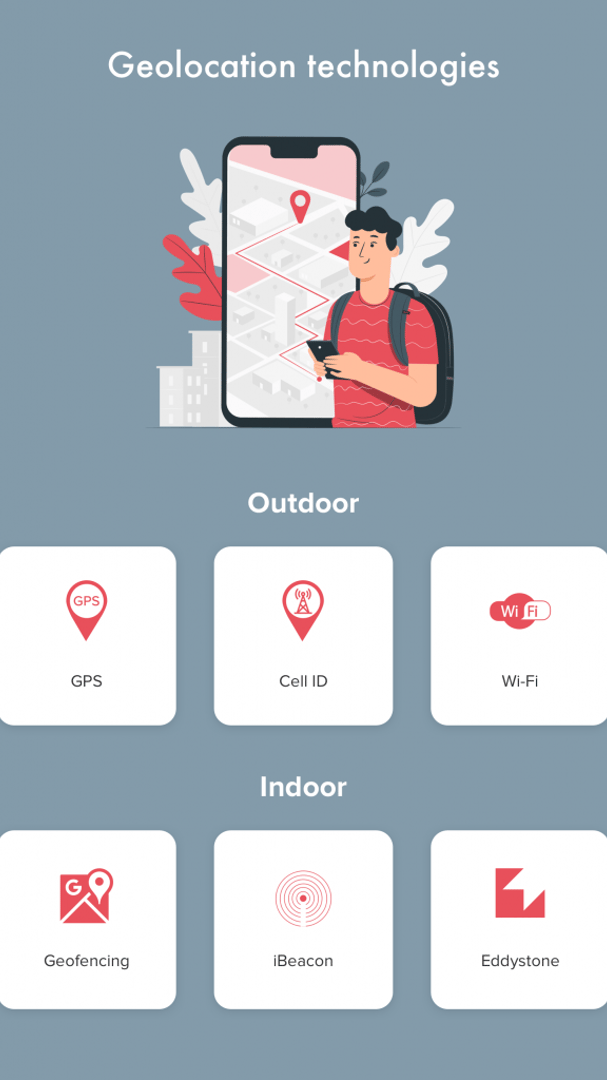 Geolocation technologies
Outdoor
GPS
Wi Fi
GPS
Cell ID
Wi-Fi
Indoor
G
Geofencing
iBeacon
Eddystone